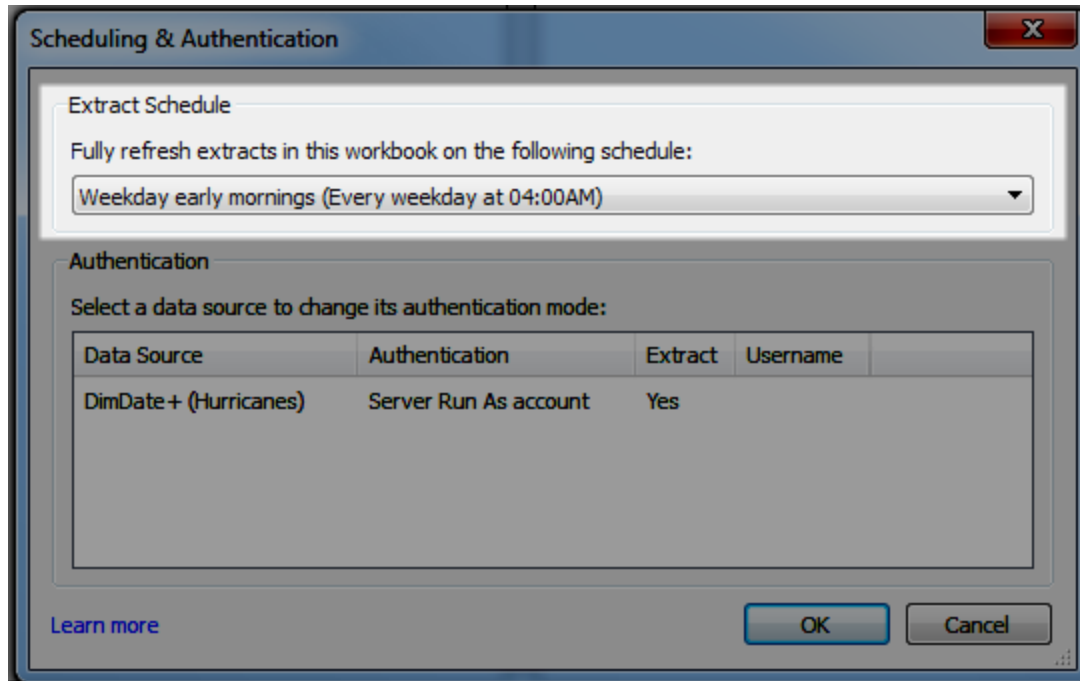 Scheduling & Authentication
Extract Schedule
Fully refresh extracts in this workbook on the following schedule:
Weekday early mornings (Every weekday at 04:00AM)
Authentication
Select a data source to change its authentication mode:
Data Source Authentication Extract Username
DimDate+ (Hurricanes) Server Run As account Yes
Learn more OK Cancel